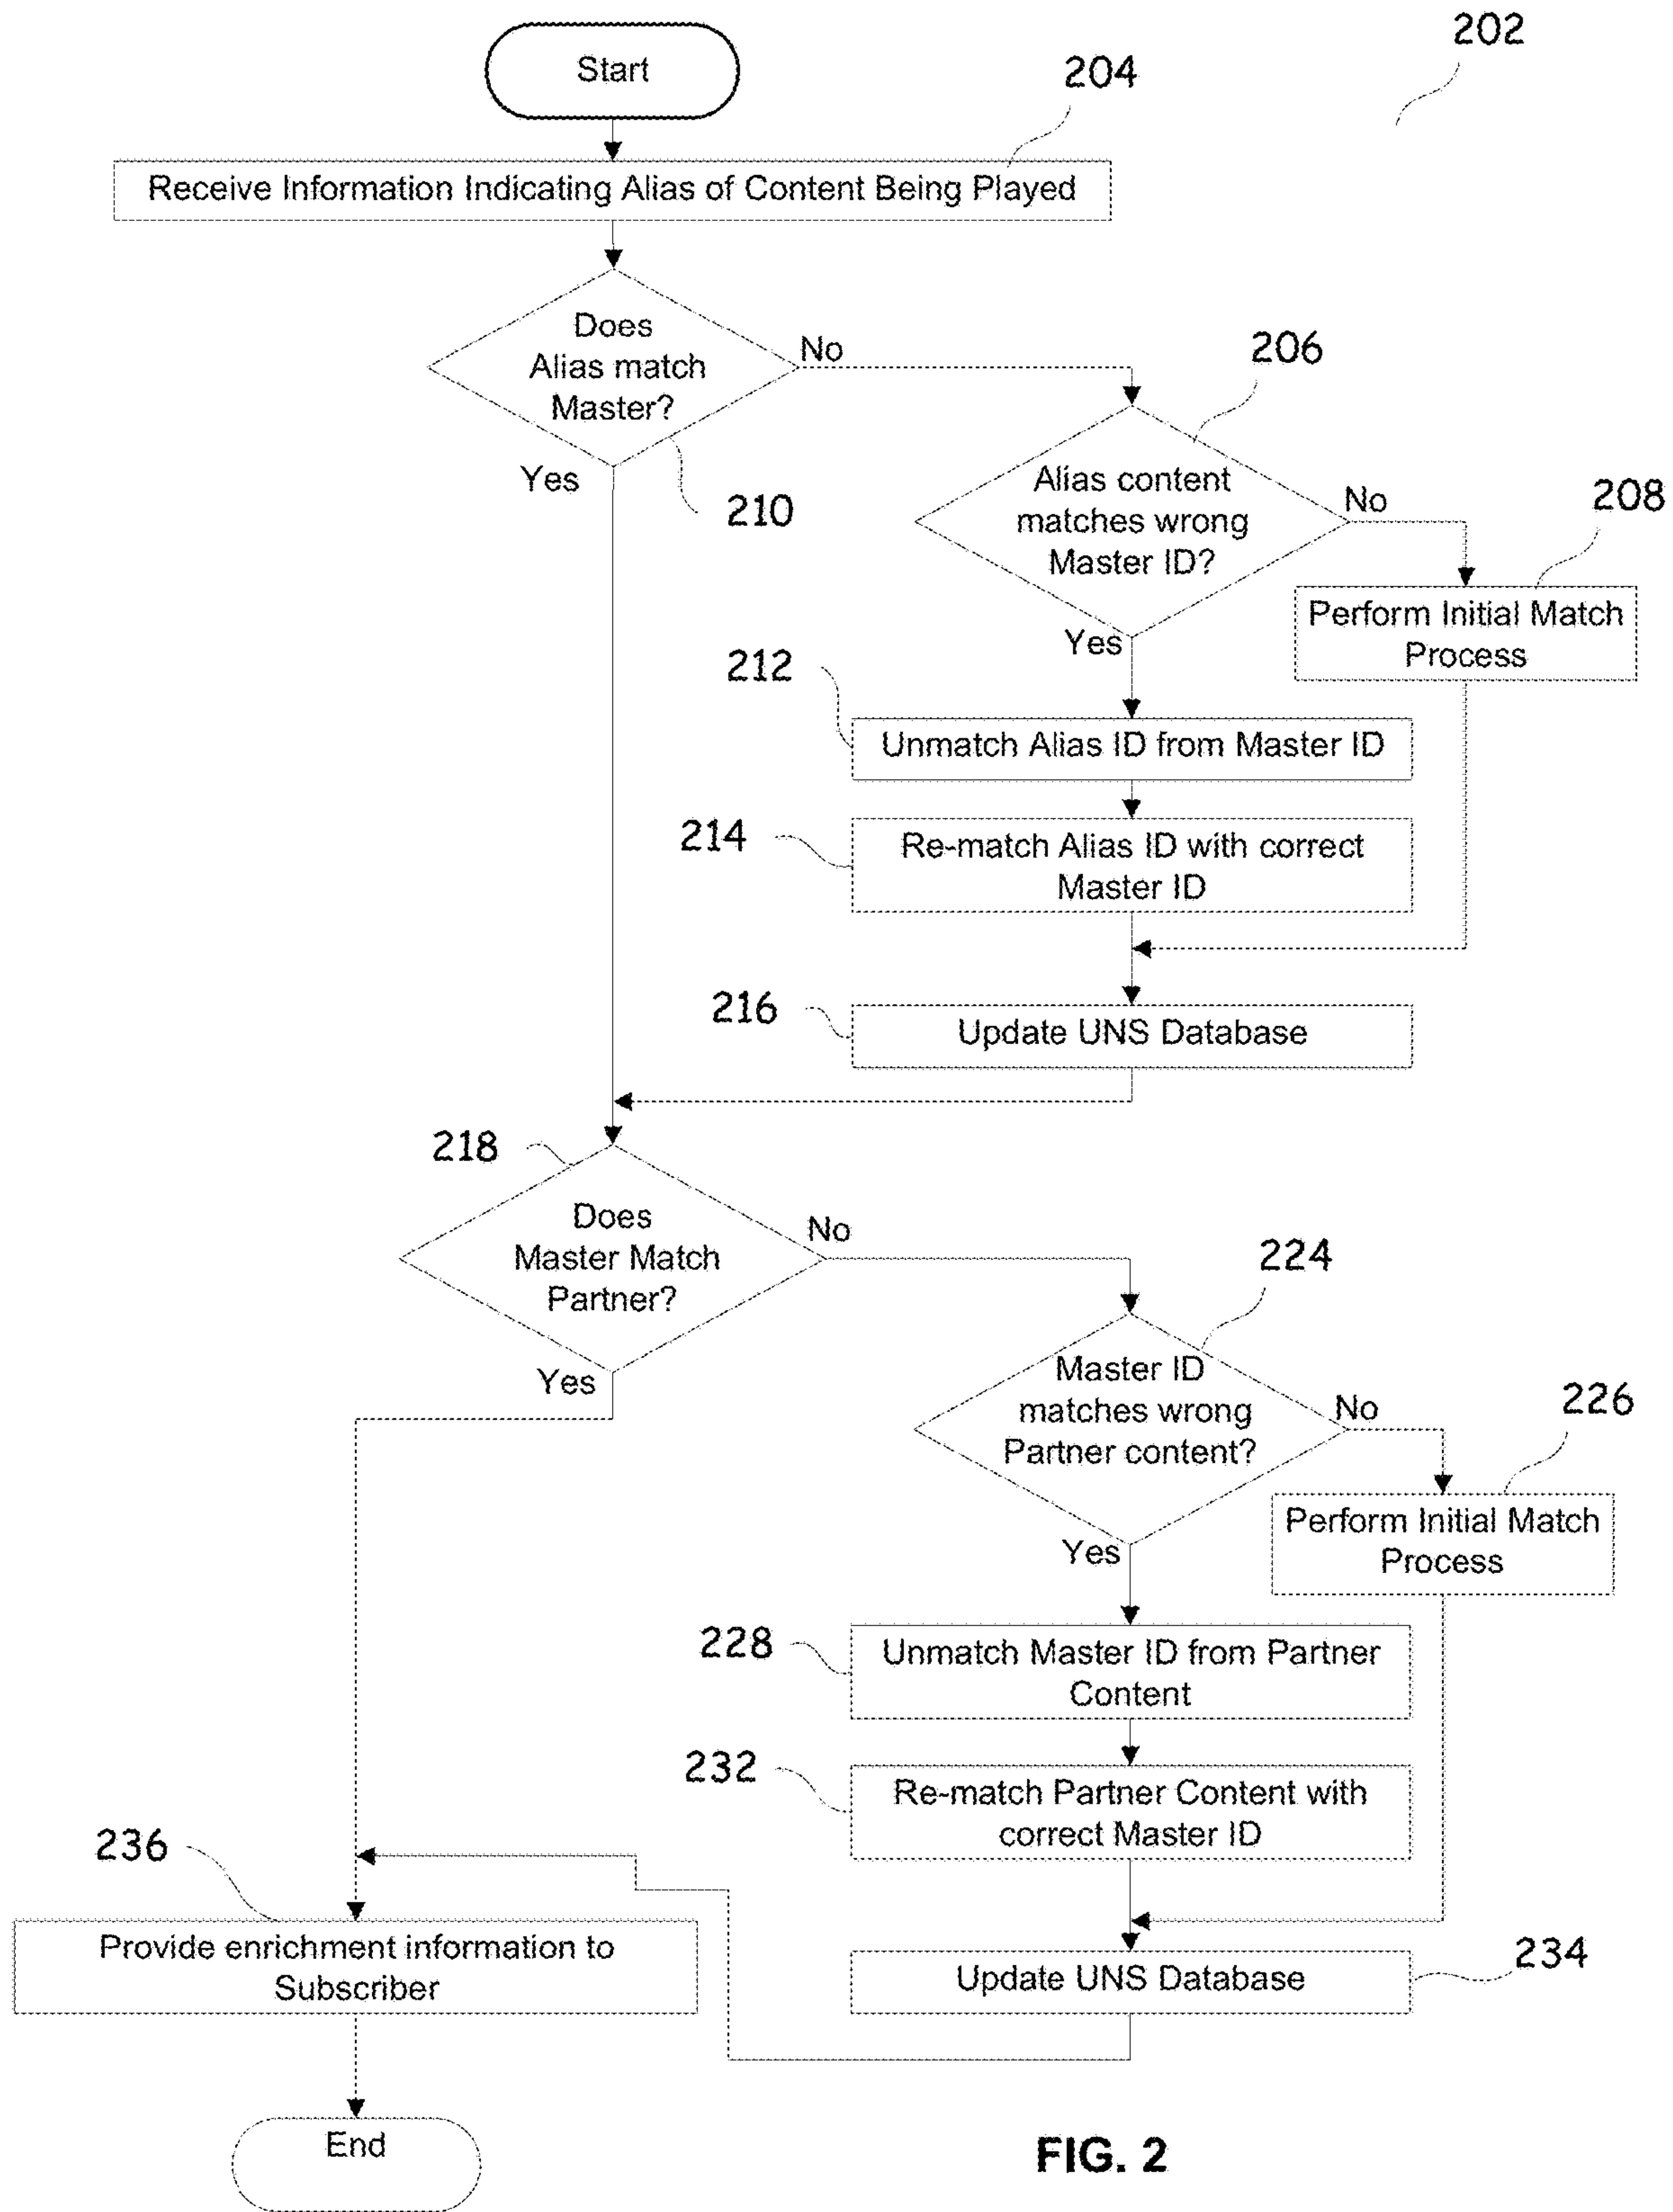 202
Start
204
Receive Information Indicating Alias of Content Being Played
Does
Alias match
Master?
No
Yes
210
206
Alias content
matches wrong
Master ID?
No
Yes
208
Perform Initial Match
Process
212
Unmatch Alias ID from Master ID
214
Re-match Alias ID with correct
Master ID
216
Update UNS Database
218
Does
Master Match
Partner?
No
Yes
224
Master ID
matches wrong
Partner content?
No
Yes
226
Perform Initial Match
Process
228
Unmatch Master ID from Partner
Content
232
Re-match Partner Content with
correct Master ID
236
Provide enrichment information to
Subscriber
234
Update UNS Database
End
FIG. 2